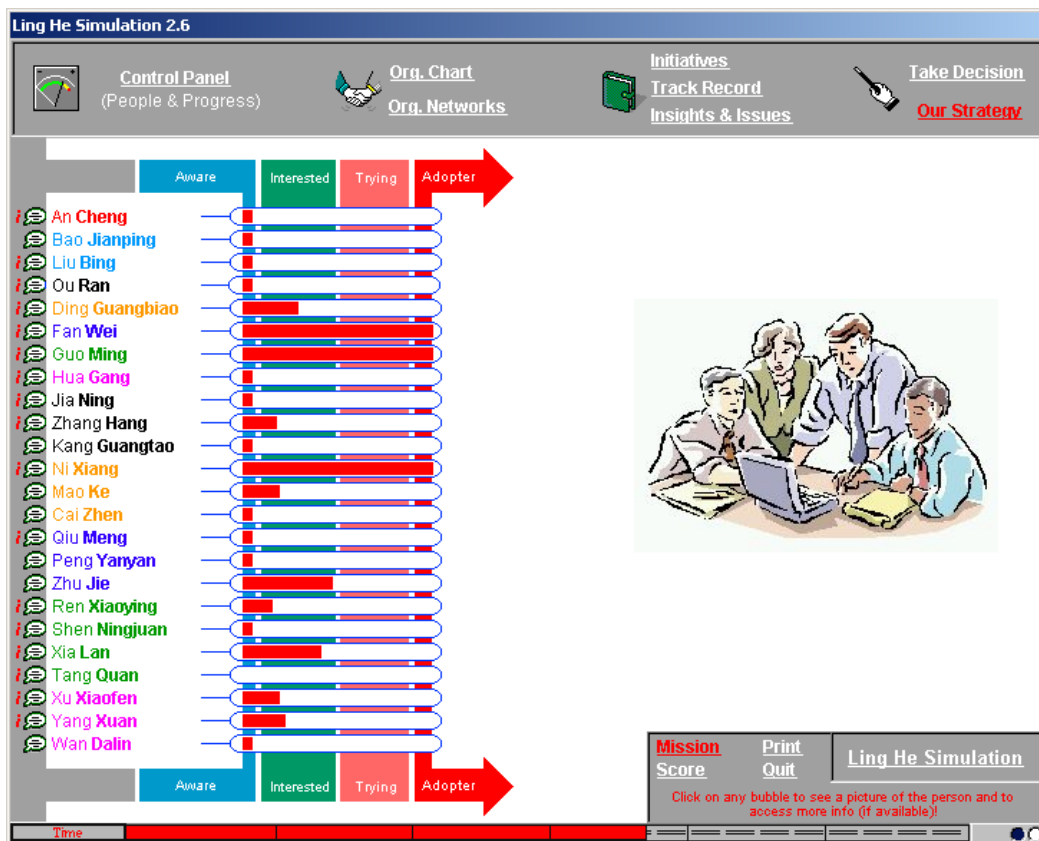 Ling He Simulation 2.6
Control Panel
(People & Progress)
Org. Chart
Org. Networks
Initiatives
Track Record
Insights & Issues
Take Decision
Our Strategy
Aware Interested Trying Adopter
i An Cheng
Bao Jianping
i Liu Bing
i Ou Ran
i Ding Guangbiao
i Fan Wei
i Guo Ming
i Hua Gang
i Jia Ning
i Zhang Hang
Kang Guangtao
i Ni Xiang
Mao Ke
Cai Zhen
i Qiu Meng
Peng Yanyan
Zhu Jie
i Ren Xiaoying
i Shen Ningjuan
i Xia Lan
i Tang Quan
i Xu Xiaofen
i Yang Xuan
Wan Dalin
Aware Interested Trying Adopter
Mission Print
Score Quit
Ling He Simulation
Click on any bubble to see a picture of the person and to
access more info (if available)!
Time